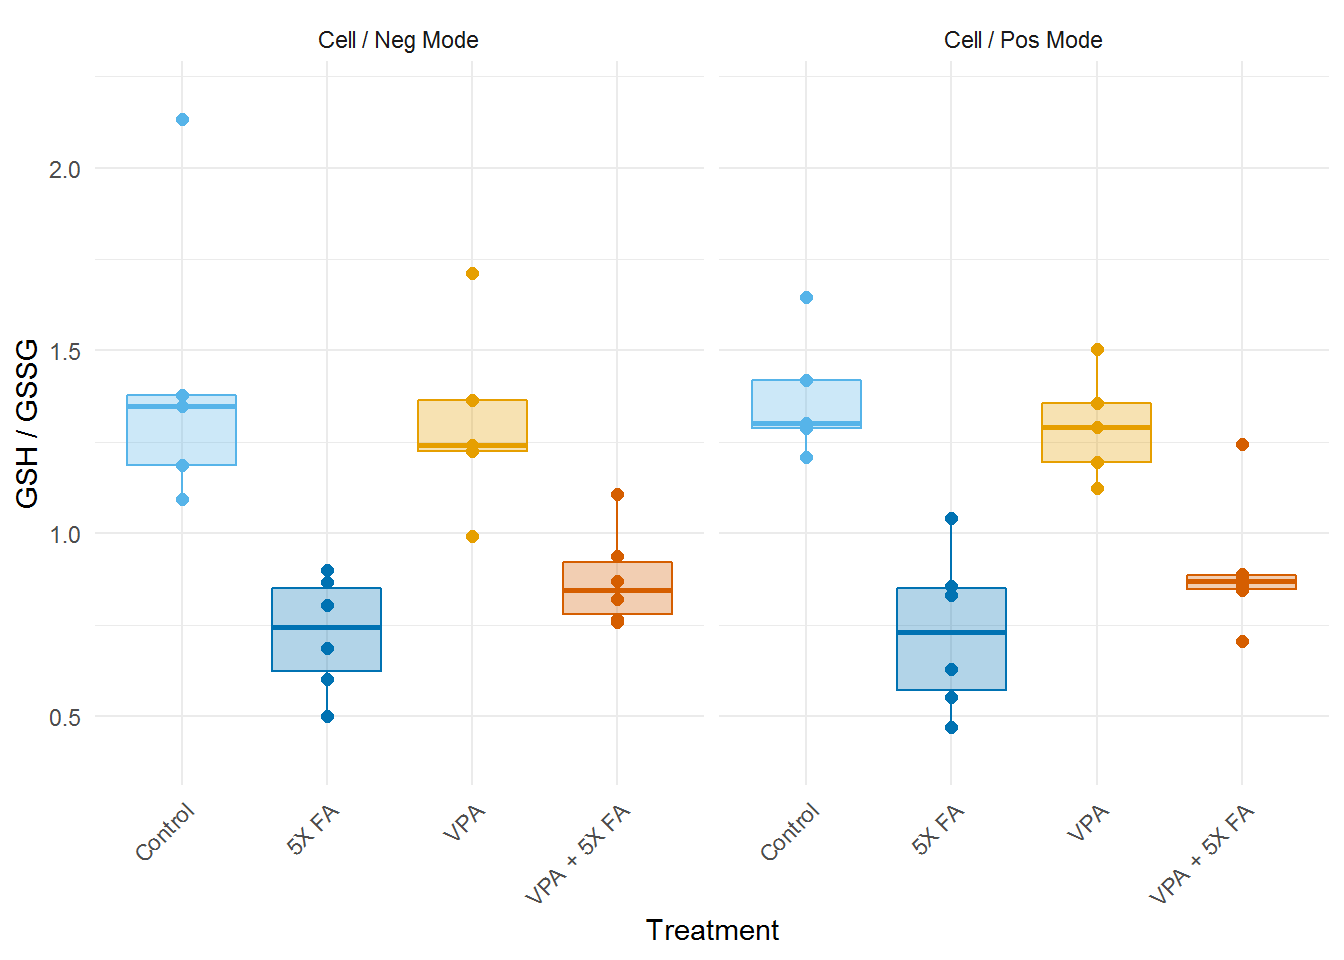 Cell / Neg Mode
Cell / Pos Mode
GSH / GSSG
2.0
1.5
1.0
0.5
Control
5X FA
VPA
VPA + 5X FA
Control
5X FA
VPA
VPA + 5X FA
Treatment